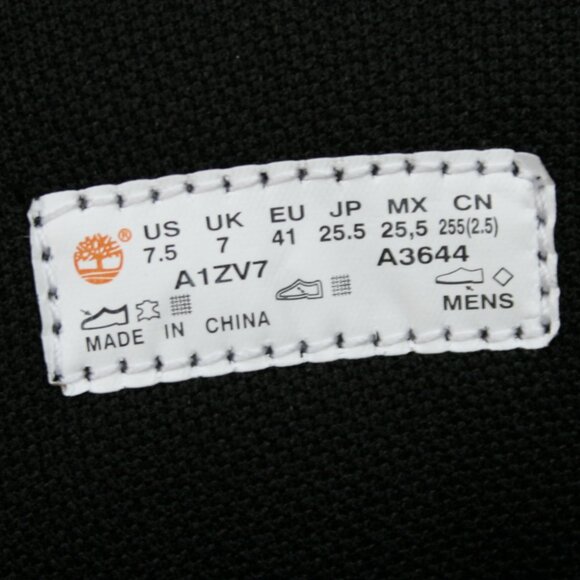 ® US UK EU JP MX CN
7.5 7 41 25.5 25,5 255(2.5)
A1ZV7 A3644
MENS
MADE IN CHINA